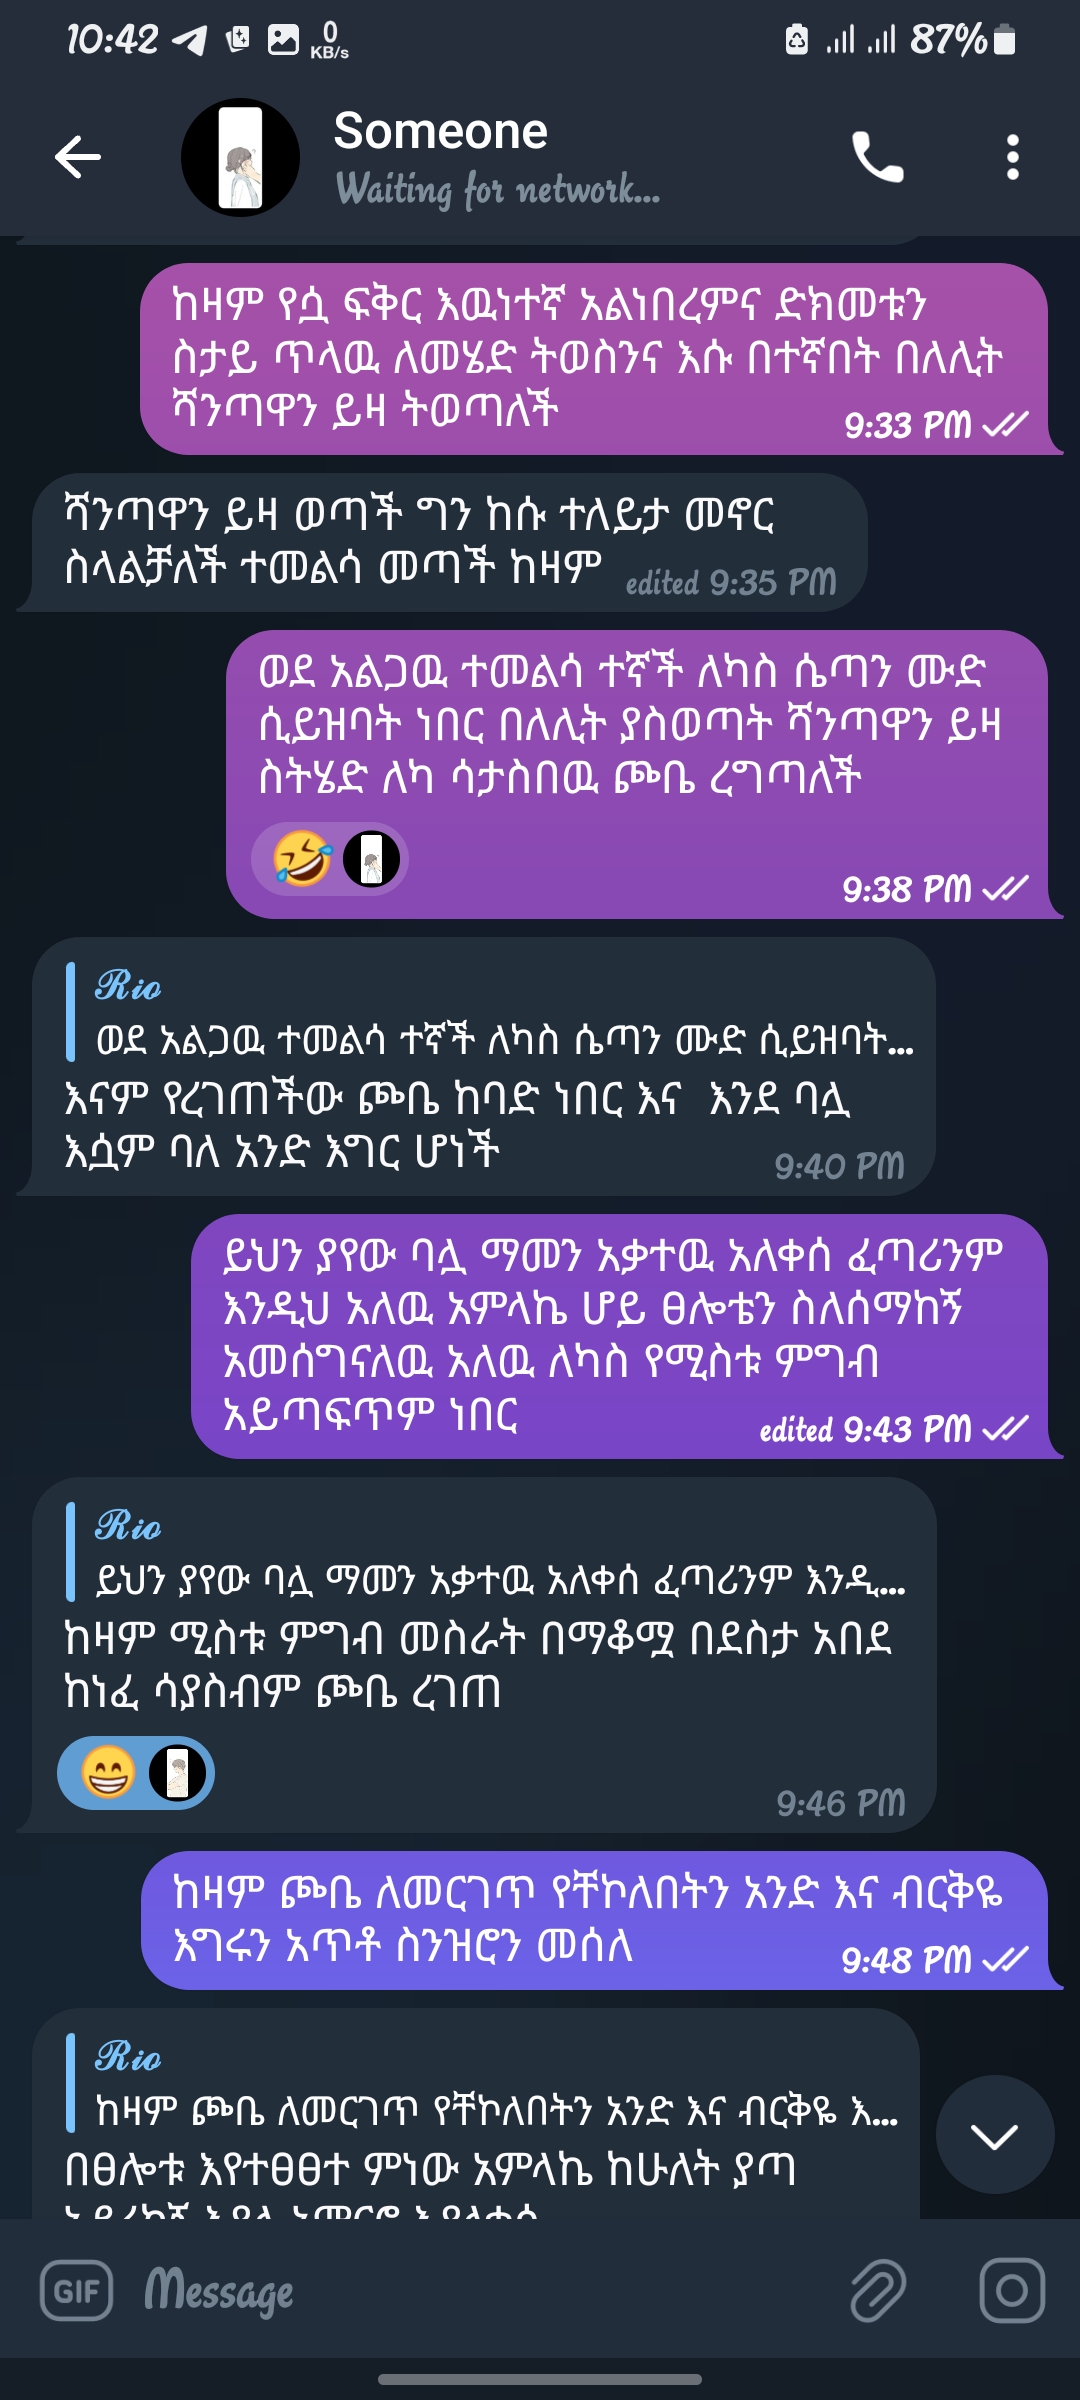 10:42
0
KB/s
87%
Someone
Waiting for network...
ከዛም የሷ ፍቅር እዉነተኛ አልነበረምና ድክመቱን
ስታይ ጥላዉ ለመሄድ ትወስንና እሱ በተኛበት በለሊት
ሻንጣዋን ይዛ ትወጣለች
9:33 PM
ሻንጣዋን ይዛ ወጣች ግን ከሱ ተለይታ መኖር
ስላልቻለች ተመልሳ መጣች ከዛም
edited 9:35 PM
ወደ አልጋዉ ተመልሳ ተኛች ለካስ ሴጣን ሙድ
ሲይዝባት ነበር በለሊት ያስወጣት ሻንጣዋን ይዛ
ስትሄድ ለካ ሳታስበዉ ጮቤ ረግጣለች
9:38 PM
Rio
ወደ አልጋዉ ተመልሳ ተኛች ለካስ ሴጣን ሙድ ሲይዝባት...
እናም የረገጠችው ጮቤ ከባድ ነበር እና እንደ ባሏ
እሷም ባለ አንድ እግር ሆነች
9:40 PM
ይህን ያየው ባሏ ማመን አቃተዉ አለቀሰ ፈጣሪንም
እንዲህ አለዉ አምላኬ ሆይ ፀሎቴን ስለሰማከኝ
አመሰግናለዉ አለዉ ለካስ የሚስቱ ምግብ
አይጣፍጥም ነበር
edited 9:43 PM
Rio
ይህን ያየው ባሏ ማመን አቃተዉ አለቀሰ ፈጣሪንም እንዲ...
ከዛም ሚስቱ ምግብ መስራት በማቆሟ በደስታ አበደ
ከነፈ ሳያስብም ጮቤ ረገጠ
9:46 PM
ከዛም ጮቤ ለመርገጥ የቸኮለበትን አንድ እና ብርቅዬ
እግሩን አጥቶ ስንዝሮን መሰለ
9:48 PM
Rio
ከዛም ጮቤ ለመርገጥ የቸኮለበትን አንድ እና ብርቅዬ እ...
በፀሎቱ እየተፀፀተ ምነው አምላኬ ከሁለት ያጣ
GIF
Message